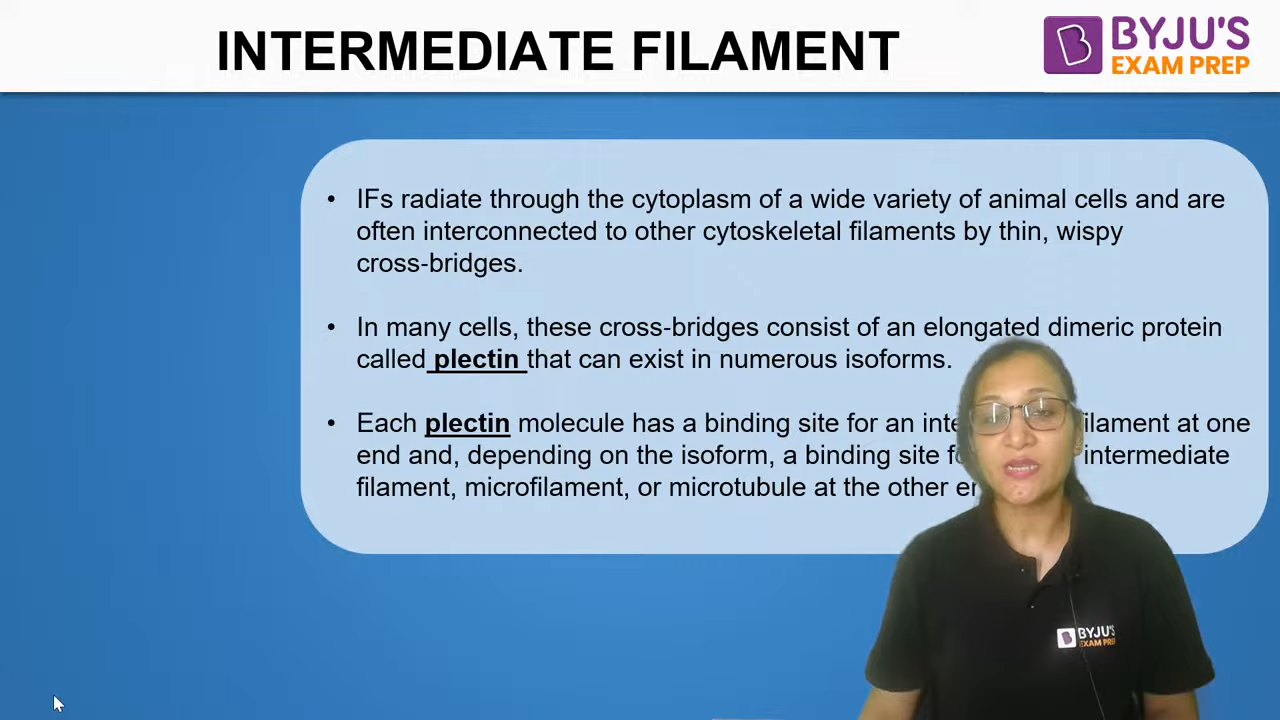 INTERMEDIATE FILAMENT
BYJU'S
EXAM PREP
• IFs radiate through the cytoplasm of a wide variety of animal cells and are
often interconnected to other cytoskeletal filaments by thin, wispy
cross-bridges.
• In many cells, these cross-bridges consist of an elongated dimeric protein
called plectin that can exist in numerous isoforms.
• Each plectin molecule has a binding site for an filament at one
end and, depending on the isoform, a binding site intermediate
filament, microfilament, or microtubule at the other
BYJU'S
EXAM PREP